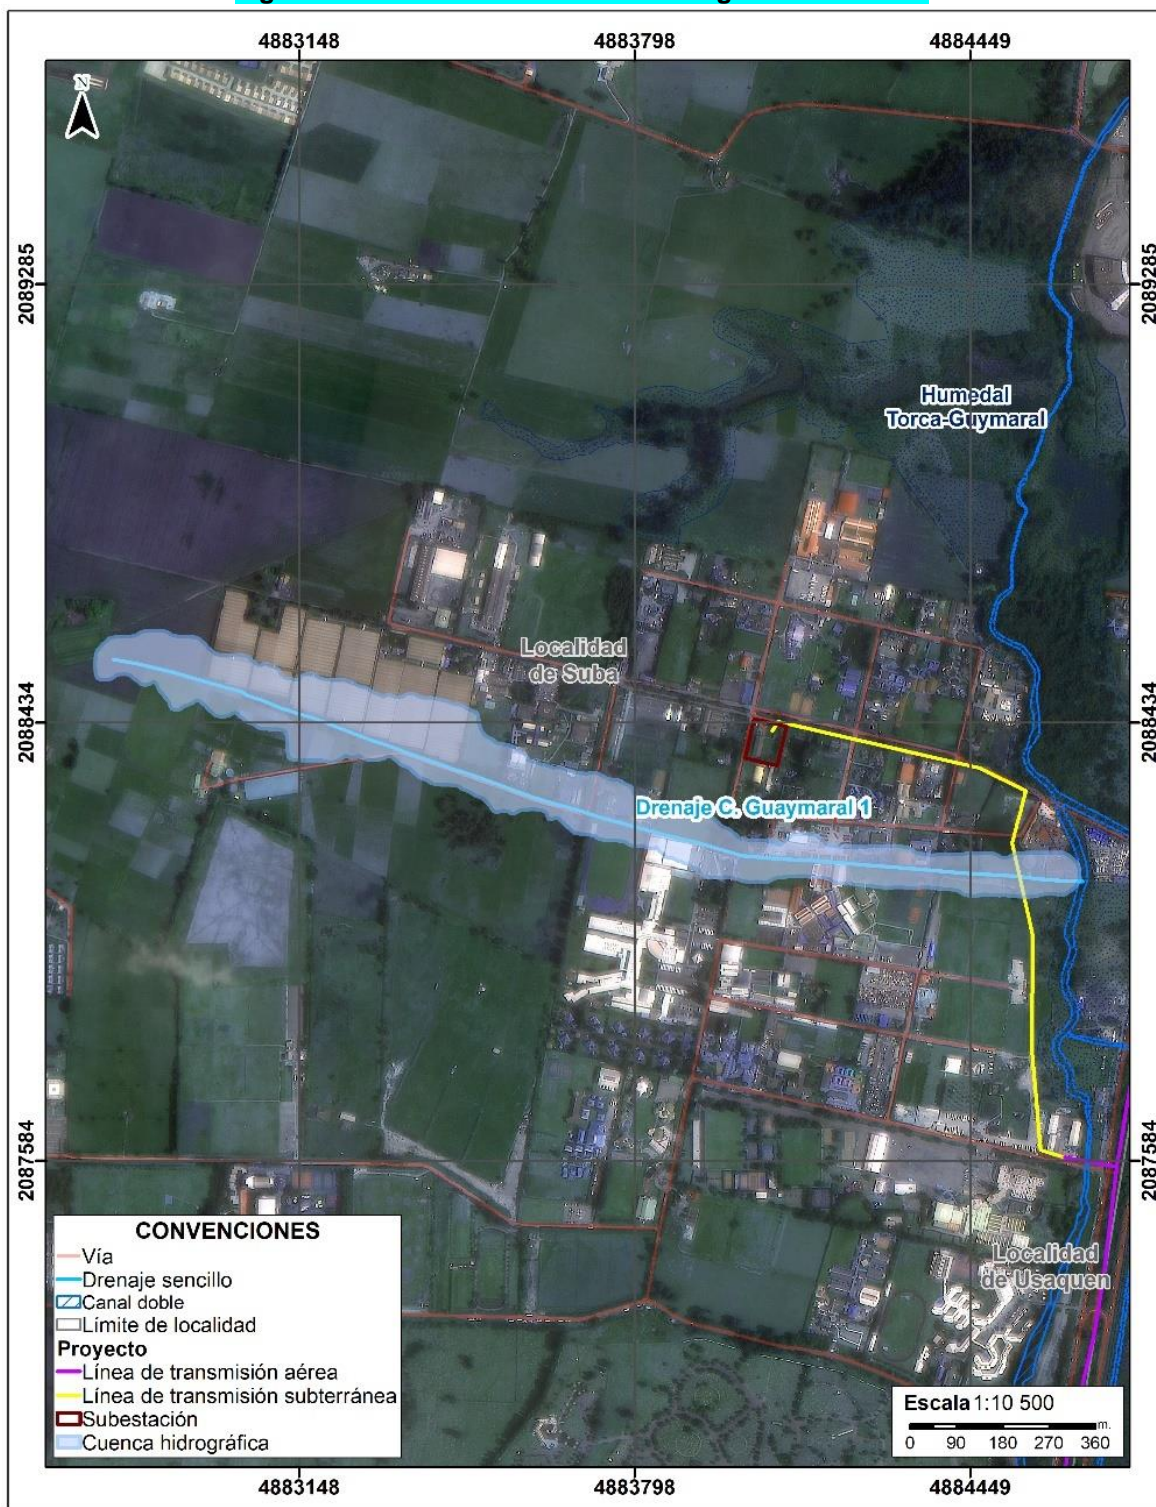 4883148 4883798 4884449
N
2089285 2089285
Humedal
Torca-Guymaral
Localidad
de Suba
2088434 2088434
Drenaje C. Guaymaral 1
2087584 2087584
Localidad
de Usaquen
CONVENCIONES
Vía
Drenaje sencillo
Canal doble
Límite de localidad
Proyecto
Línea de transmisión aérea
Línea de transmisión subterránea
Subestación
Cuenca hidrográfica
Escala 1:10 500
m.
0 90 180 270 360
4883148 4883798 4884449